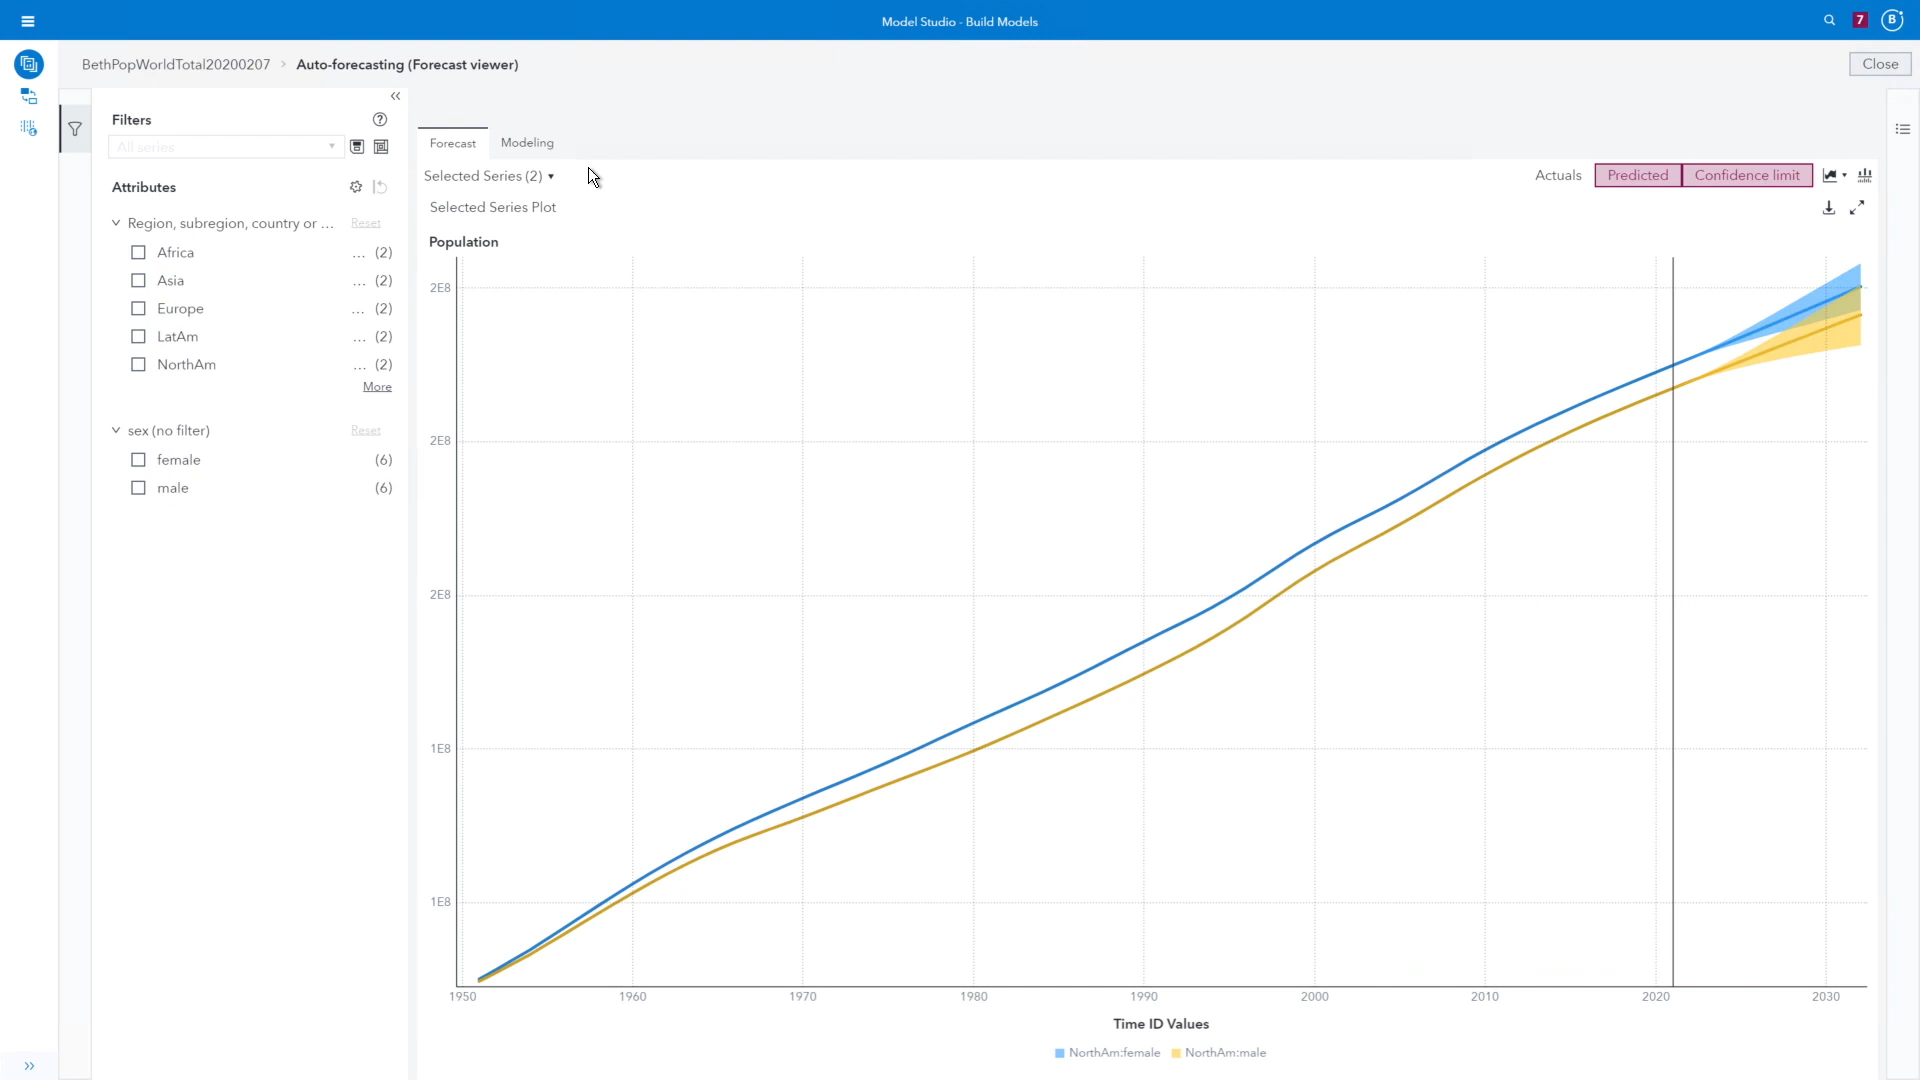 Model Studio - Build Models
7
B
BethPopWorldTotal20200207 > Auto-forecasting (Forecast viewer)
Close
Filters
All series
Attributes
Region, subregion, country or ... Reset
Africa ... (2)
Asia ... (2)
Europe ... (2)
LatAm ... (2)
NorthAm ... (2)
More
sex (no filter) Reset
female (6)
male (6)
Forecast Modeling
Selected Series (2)
Actuals Predicted Confidence limit
Selected Series Plot
Population
2E8
2E8
2E8
1E8
1E8
1950 1960 1970 1980 1990 2000 2010 2020 2030
Time ID Values
NorthAm:female NorthAm:male